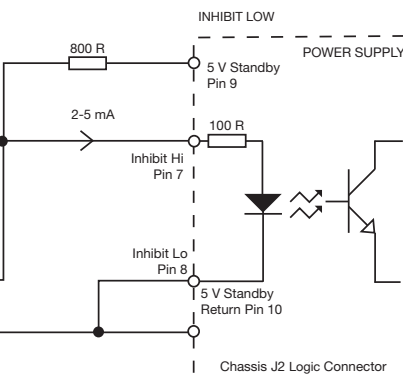 INHIBIT LOW
POWER SUPPLY
800 R
5 V Standby
Pin 9
2-5 mA
100 R
Inhibit Hi
Pin 7
Inhibit Lo
Pin 8
5 V Standby
Return Pin 10
Chassis J2 Logic Connector